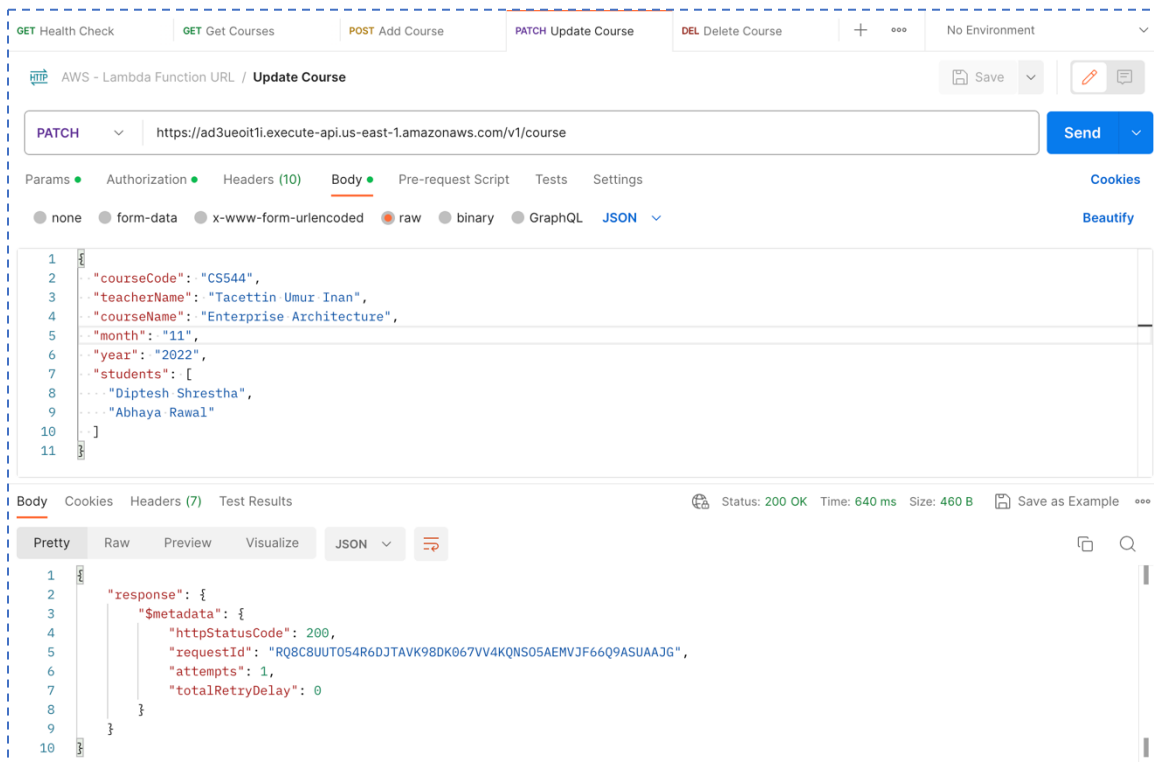 GET Health Check GET Get Courses POST Add Course PATCH Update Course DEL Delete Course No Environment
HTTP AWS - Lambda Function URL / Update Course Save
PATCH https://ad3ueoit1i.execute-api.us-east-1.amazonaws.com/v1/course Send
Params Authorization Headers (10) Body Pre-request Script Tests Settings Cookies
none form-data x-www-form-urlencoded raw binary GraphQL JSON Beautify
1 {
2 "courseCode": "CS544",
3 "teacherName": "Tacettin Umur Inan",
4 "courseName": "Enterprise Architecture",
5 "month": "11",
6 "year": "2022",
7 "students": [
8 "Diptesh Shrestha",
9 "Abhaya Rawal"
10 ]
11 }
Body Cookies Headers (7) Test Results Status: 200 OK Time: 640 ms Size: 460 B Save as Example
Pretty Raw Preview Visualize JSON
1 {
2 "response": {
3 "$metadata": {
4 "httpStatusCode": 200,
5 "requestId": "RQ8C8UUTO54R6DJTAVK98DK067VV4KQNSO5AEMVJF66Q9ASUAAJG",
6 "attempts": 1,
7 "totalRetryDelay": 0
8 }
9 }
10 }